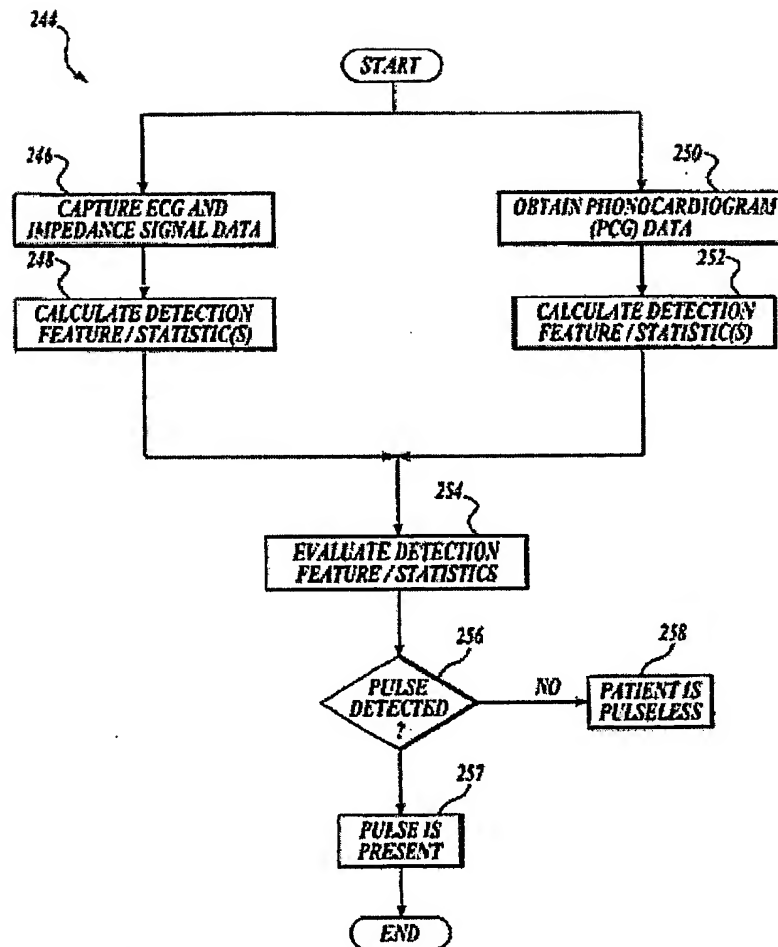 244
START
246
CAPTURE ECG AND
IMPEDANCE SIGNAL DATA
248
CALCULATE DETECTION
FEATURE / STATISTIC(S)
250
OBTAIN PHONOCARDIOGRAM
(PCG) DATA
252
CALCULATE DETECTION
FEATURE / STATISTIC(S)
254
EVALUATE DETECTION
FEATURE / STATISTICS
256
PULSE
DETECTED
?
NO
258
PATIENT IS
PULSELESS
257
PULSE IS
PRESENT
END